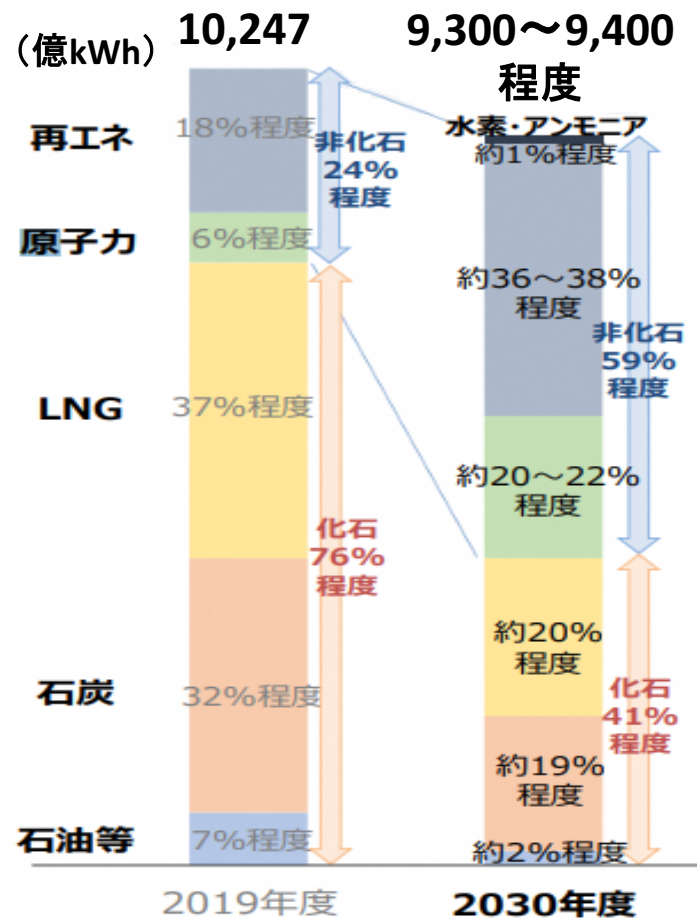 （億kWh）
10,247
9,300～9,400
程度
水素・アンモニア
約1%程度
再エネ
18%程度
非化石
24%
程度
原子力
6%程度
約36～38%
程度
非化石
59%
程度
LNG
37%程度
約20～22%
程度
化石
76%
程度
約20%
程度
石炭
32%程度
化石
41%
程度
約19%
程度
石油等
7%程度
約2%程度
2019年度
2030年度